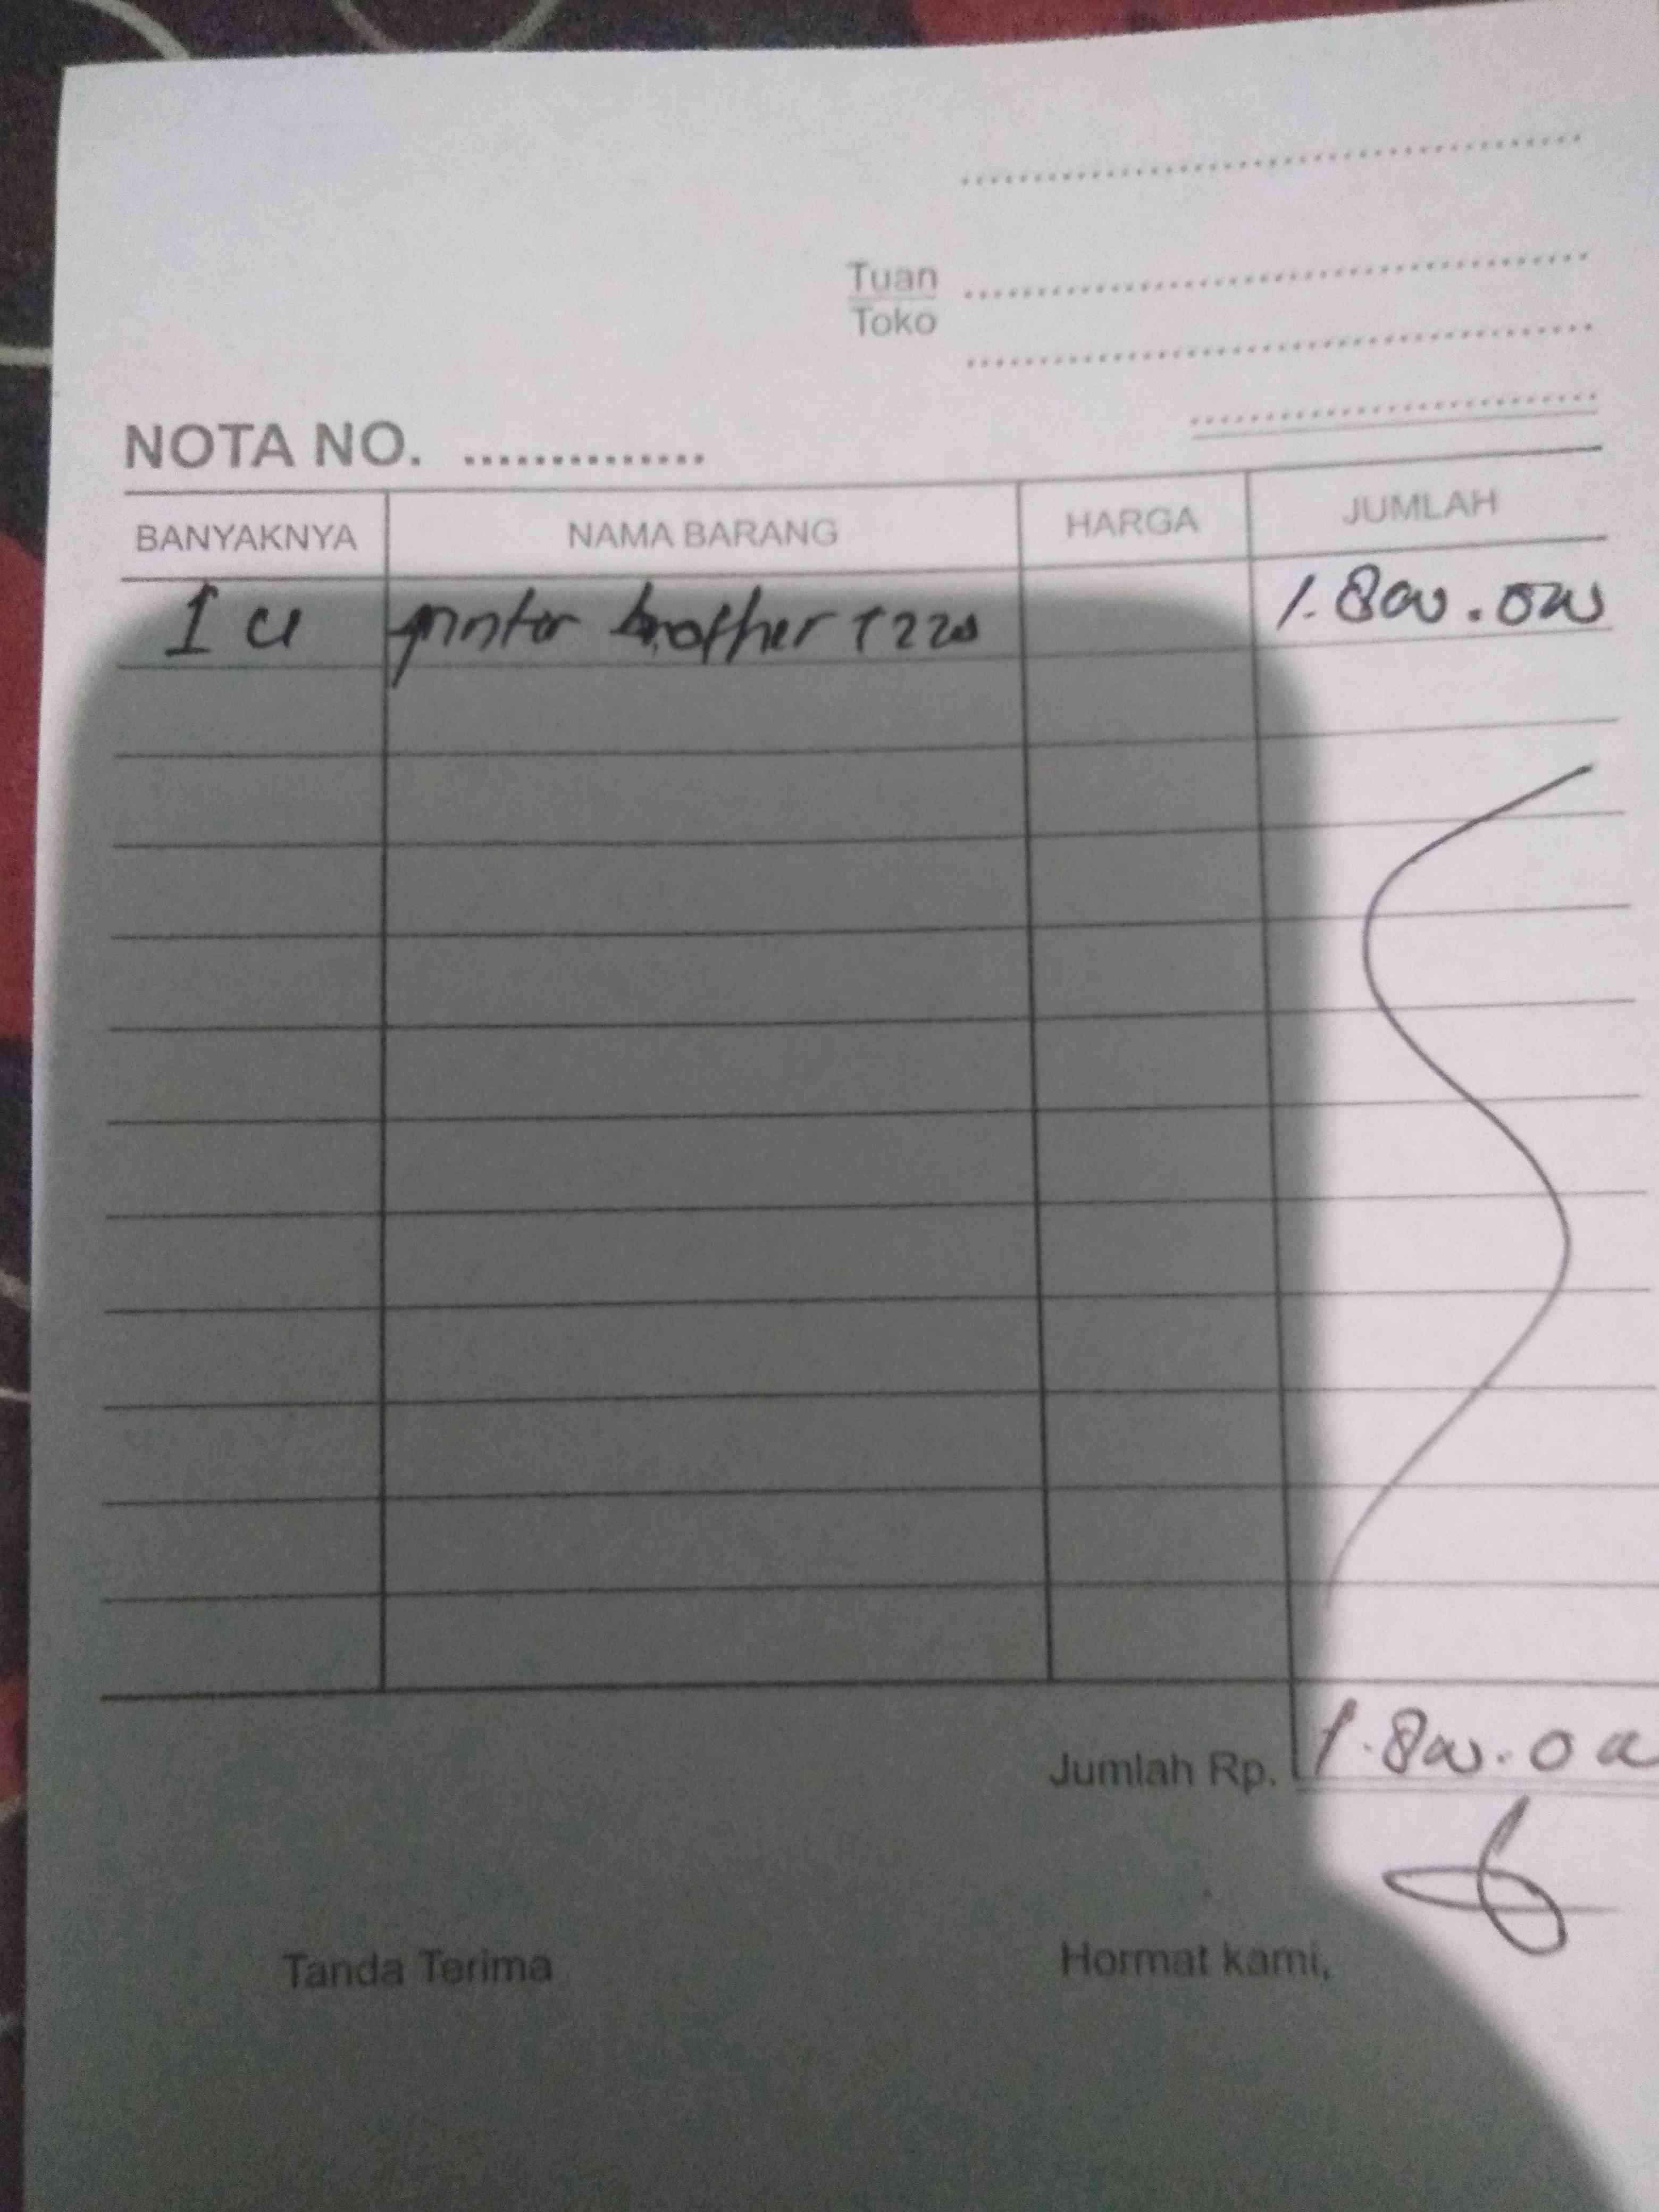 Tuan
Toko
NOTA NO. ..............
BANYAKNYA NAMA BARANG HARGA JUMLAH
1 u printer brother T220 1.800.000
Jumlah Rp. 1.800.00
Tanda Terima Hormat kami,